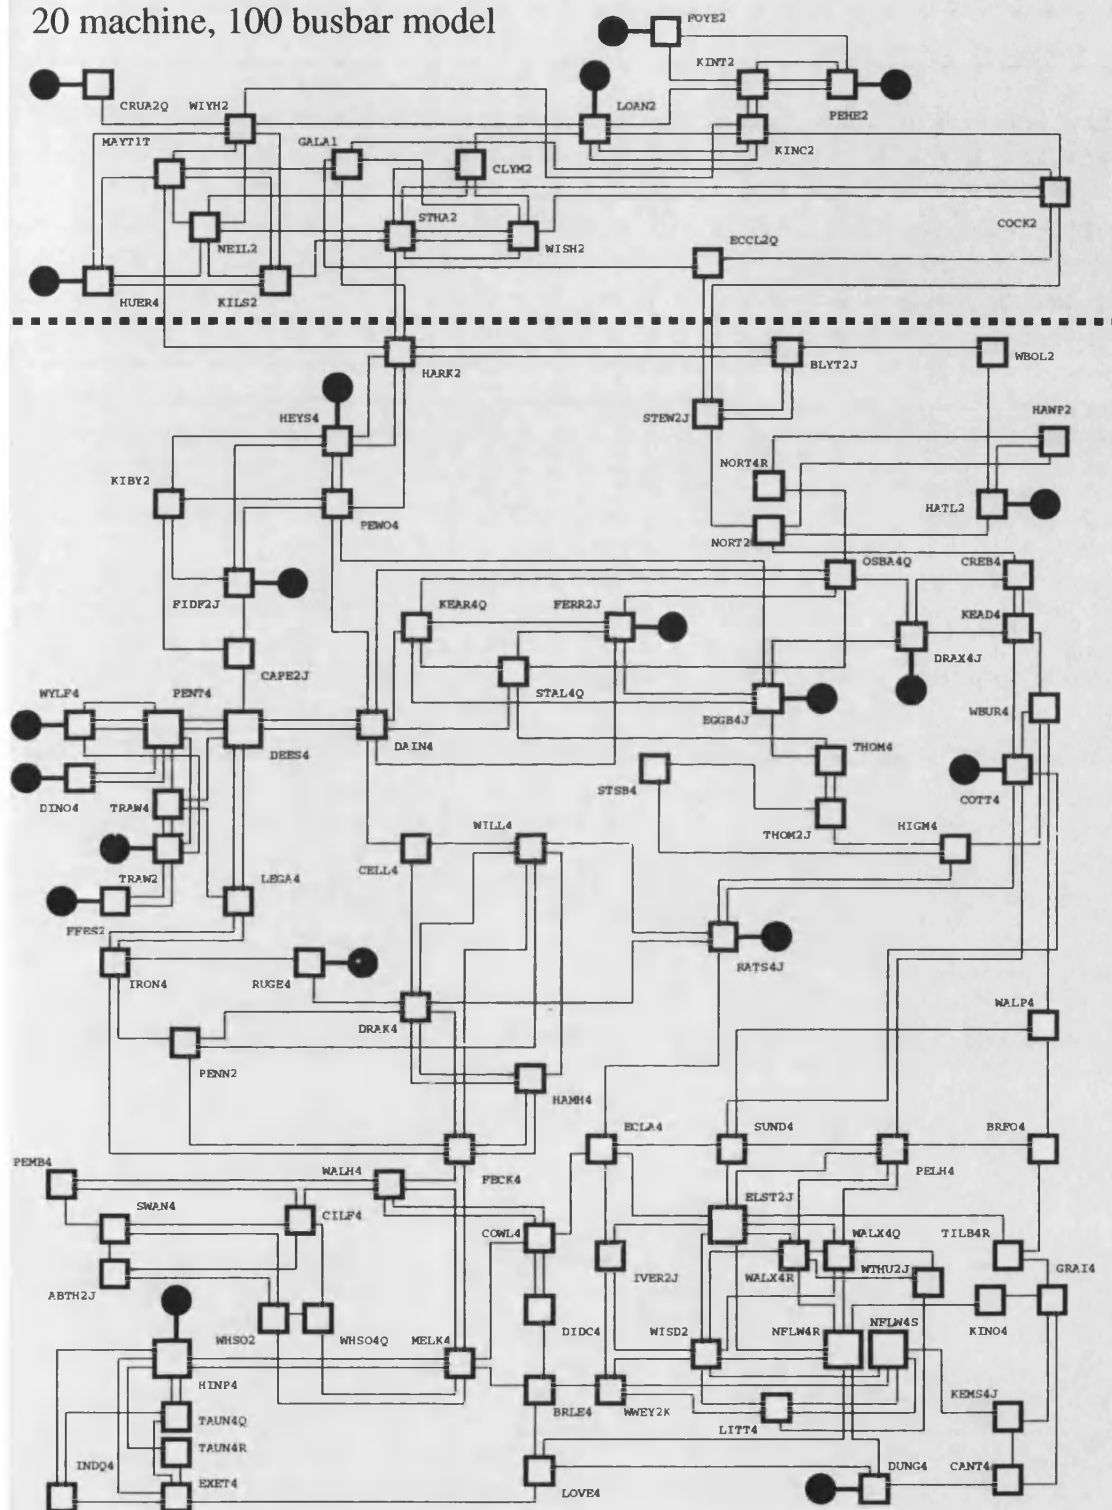 20 machine, 100 busbar model
FOYE2
KINT2
CRUA2Q
WIYH2
LOAN2
PEHE2
MAYT1T
GALA1
CLYM2
KINC2
STHA2
COCK2
NEIL2
WISH2
ECCL2Q
HUER4
KILS2
HARK2
BLYT2J
WBOL2
HEYS4
STEW2J
HAWP2
NORT4R
KIBY2
PEWO4
HATL2
NORT2
OSBA4Q
CREB4
FIDF2J
KEAR4Q
FERR2J
KEAD4
CAPE2J
DRAX4J
WYLF4
PENT4
STAL4Q
EGGB4J
WBUR4
DEES4
DAIN4
THOM4
DINO4
TRAW4
STSB4
COTT4
WILL4
THOM2J
HIGM4
TRAW2
LEGA4
CELL4
FFES2
IRON4
RUGE4
RATS4J
DRAK4
WALP4
PENN2
HAMH4
ECLA4
SUND4
BRFO4
PEMB4
WALH4
FECK4
PELH4
SWAN4
CILF4
ELST2J
COWL4
WALX4Q
TILB4R
ABTH2J
IVER2J
WALX4R
WTHU2J
GRAI4
WHSO2
WHSO4Q
MELK4
DIDC4
WISD2
NFLW4R
NFLW4S
KINO4
HINP4
BRLE4
WWEY2K
KEMS4J
TAUN4Q
LITT4
TAUN4R
INDQ4
EXET4
LOVE4
DUNG4
CANT4